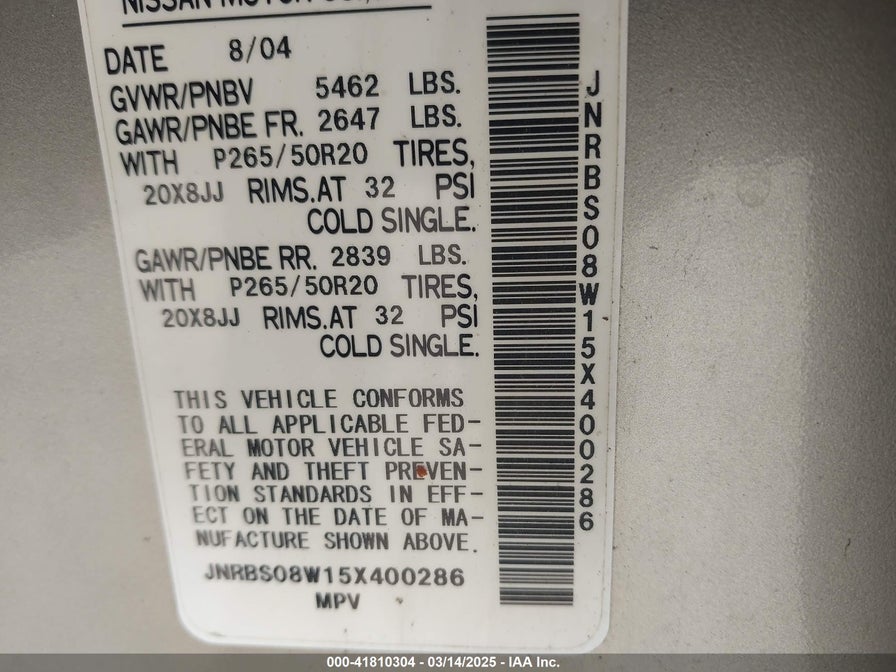 NISSAN MOTOR CO.,
DATE 8/04
GVWR/PNBV 5462 LBS.
GAWR/PNBE FR. 2647 LBS.
WITH P265/50R20 TIRES,
20X8JJ RIMS.AT 32 PSI
COLD SINGLE.
GAWR/PNBE RR. 2839 LBS.
WITH P265/50R20 TIRES,
20X8JJ RIMS.AT 32 PSI
COLD SINGLE.
THIS VEHICLE CONFORMS
TO ALL APPLICABLE FED-
ERAL MOTOR VEHICLE SA-
FETY AND THEFT PREVEN-
TION STANDARDS IN EFF-
ECT ON THE DATE OF MA-
NUFACTURE SHOWN ABOVE.
JNRBS08W15X400286
MPV
JNRBS08W15X400286
000-41810304 - 03/14/2025 - IAA Inc.